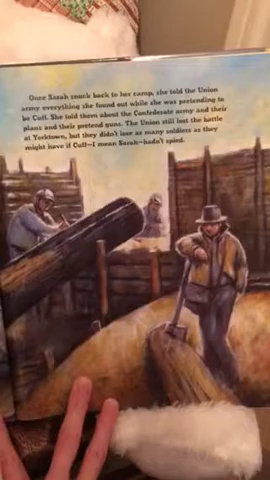 Once Sarah snuck back to her camp, she told the Union
army everything she found out while she was pretending to
be Cuff. She told them about the Confederate army and their
plans and their pretend guns. The Union still lost the battle
at Yorktown, but they didn't lose as many soldiers as they
might have if Cuff—I mean Sarah—hadn't spied.